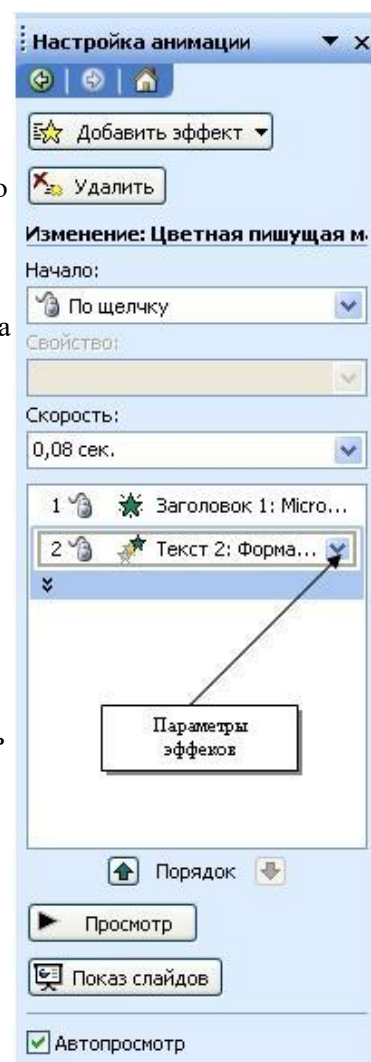 Настройка анимации
Добавить эффект
Удалить
о
Изменение: Цветная пишущая м
Начало:
По щелчку
а
Свойство:
Скорость:
0,08 сек.
1 Заголовок 1: Micro...
2 Текст 2: Форма...
Параметры
эффеков
ь
Порядок
Просмотр
Показ слайдов
Автопросмотр